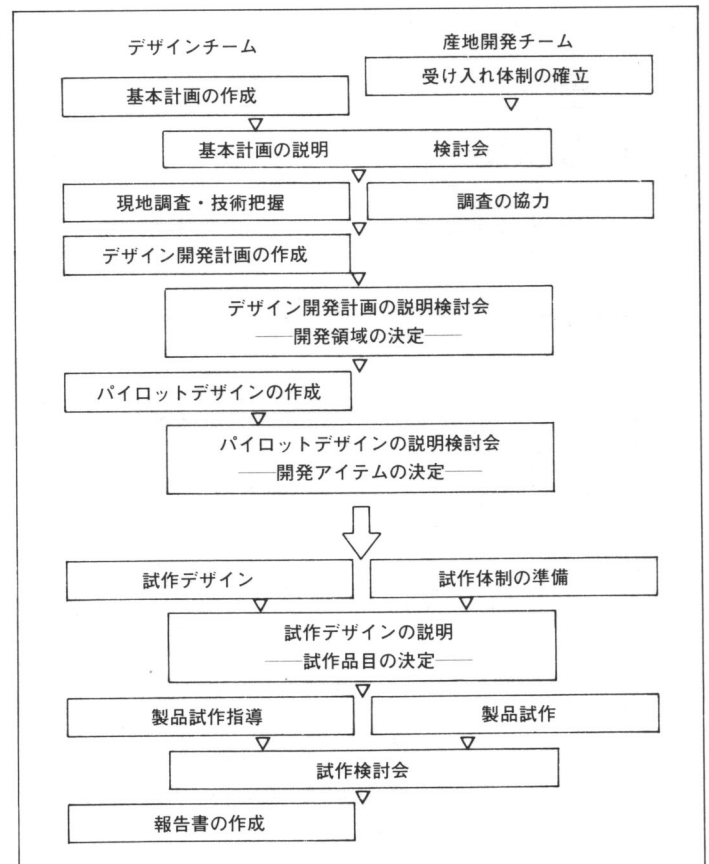 デザインチーム
産地開発チーム
基本計画の作成
受け入れ体制の確立
基本計画の説明 検討会
現地調査・技術把握
調査の協力
デザイン開発計画の作成
デザイン開発計画の説明検討会
──開発領域の決定──
パイロットデザインの作成
パイロットデザインの説明検討会
──開発アイテムの決定──
試作デザイン
試作体制の準備
試作デザインの説明
──試作品目の決定──
製品試作指導
製品試作
試作検討会
報告書の作成